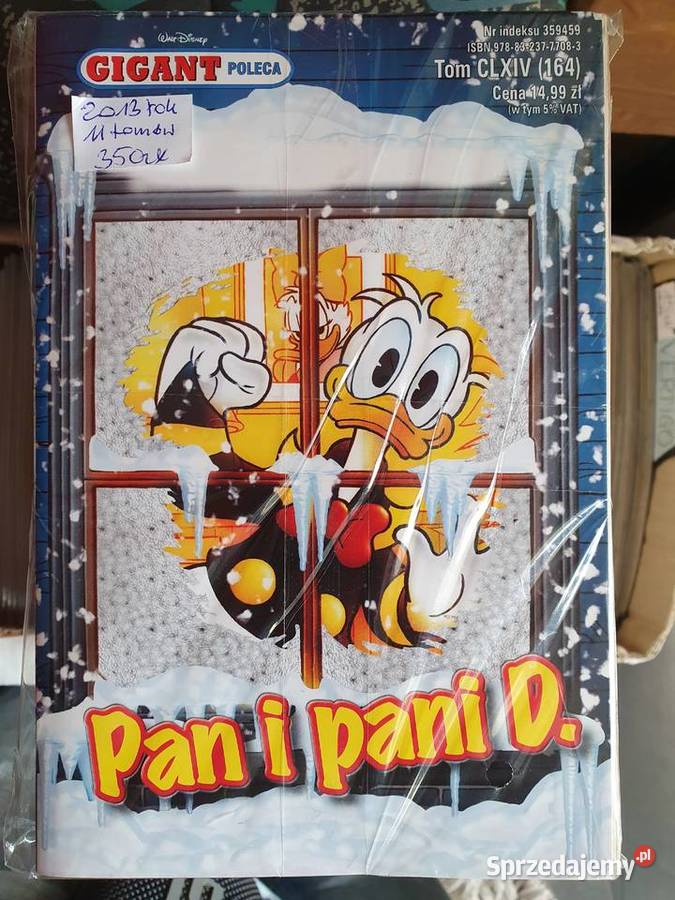 Walt Disney
GIGANT POLECA
Nr indeksu 359459
ISBN 978-83-237-7708-3
Tom CLXIV (164)
Cena 14,99 zł
(w tym 5% VAT)
2013 rok
11 tomów
350zł
Pan i pani D.
Sprzedajemy.pl